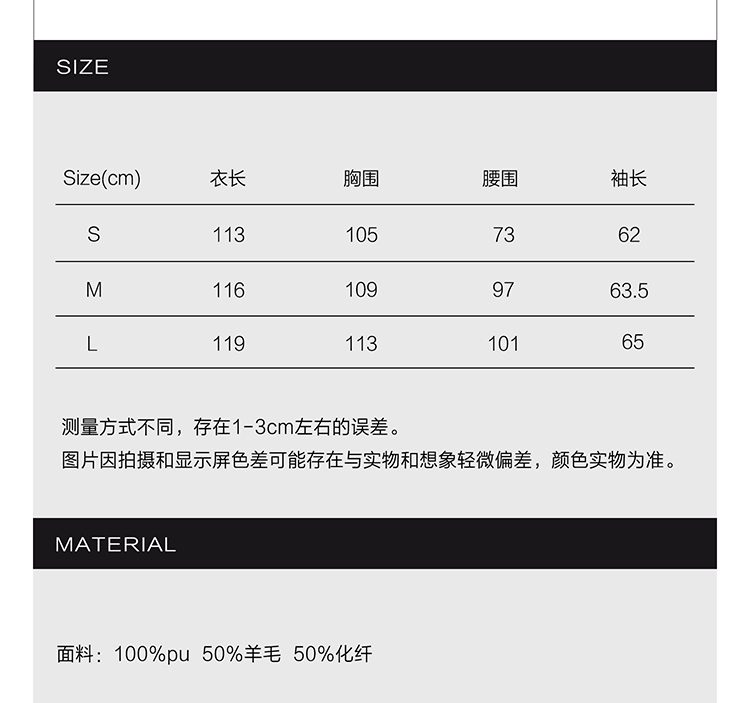 SIZE
Size(cm) 衣长 胸围 腰围 袖长
S 113 105 73 62
M 116 109 97 63.5
L 119 113 101 65
测量方式不同，存在1-3cm左右的误差。
图片因拍摄和显示屏色差可能存在与实物和想象轻微偏差，颜色实物为准。
MATERIAL
面料：100%pu 50%羊毛 50%化纤